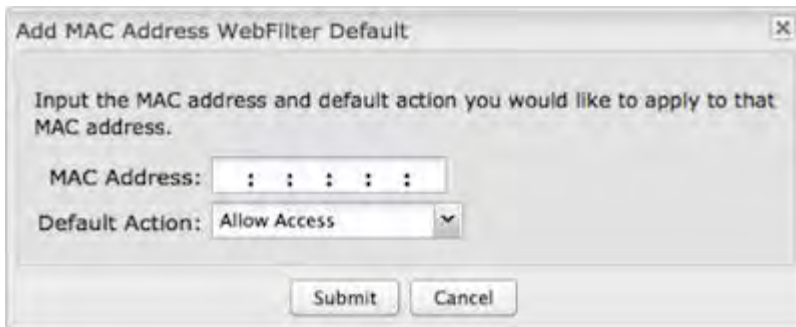 Add MAC Address WebFilter Default
Input the MAC address and default action you would like to apply to that
MAC address.
MAC Address: : : : : :
Default Action: Allow Access
Submit Cancel